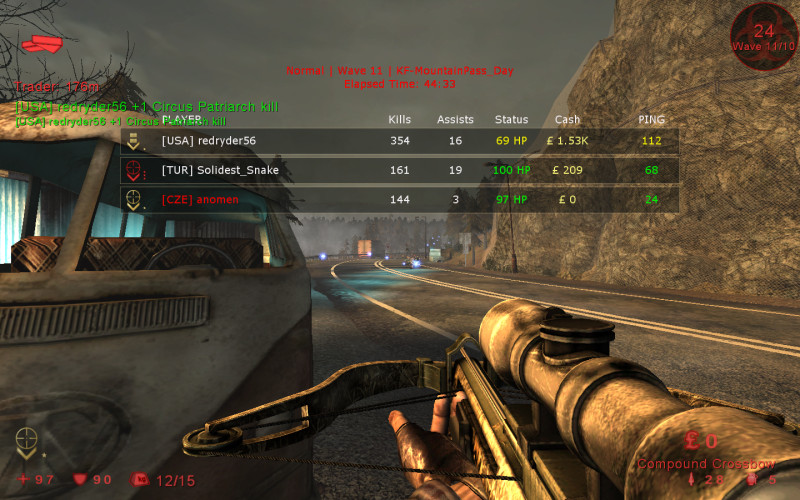 24
Wave 11/10
Normal | Wave 11 | KF-MountainPass_Day
Elapsed Time: 44:33
Trader: 175m
[USA] redryder56 +1 Circus Patriarch kill
[USA] redryder56 +1 Circus Patriarch kill
PLAYER Kills Assists Status Cash PING
[USA] redryder56 354 16 69 HP £ 1.53K 112
[TUR] Solidest_Snake 161 19 100 HP £ 209 68
[CZE] anomen 144 3 97 HP £ 0 24
£ 0
Compound Crossbow
97 90 12/15 28 5